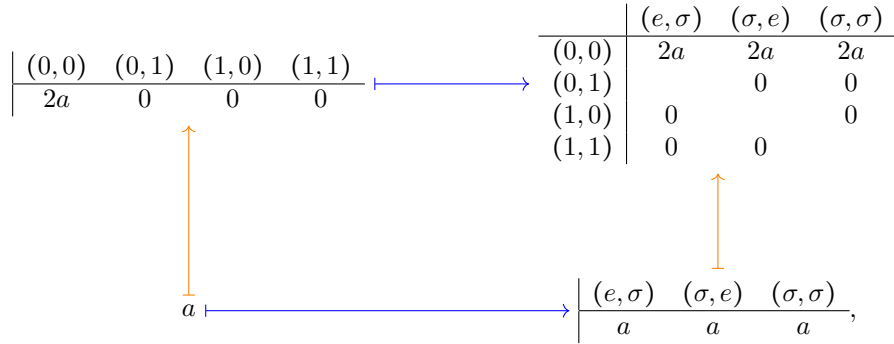 (e, σ) (σ, e) (σ, σ)
(0, 0) (0, 1) (1, 0) (1, 1)
(0, 0) 2a 2a 2a
2a 0 0 0
(0, 1) 0 0
(1, 0) 0 0
(1, 1) 0 0
a
(e, σ) (σ, e) (σ, σ)
a a a ,